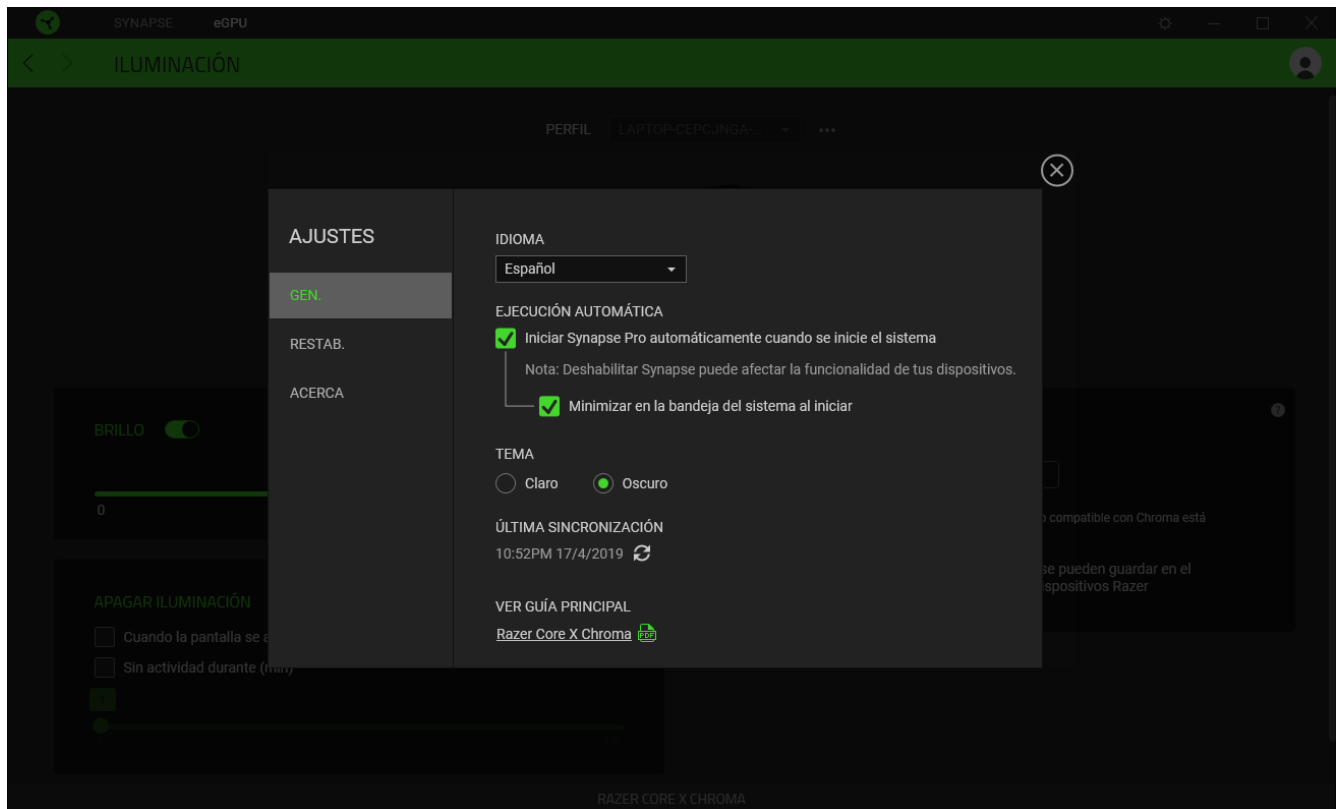 SYNAPSE eGPU
ILUMINACIÓN
PERFIL LAPTOP-CEPCJNGA-...
AJUSTES
GEN.
RESTAB.
ACERCA
IDIOMA
Español
EJECUCIÓN AUTOMÁTICA
Iniciar Synapse Pro automáticamente cuando se inicie el sistema
Nota: Deshabilitar Synapse puede afectar la funcionalidad de tus dispositivos.
Minimizar en la bandeja del sistema al iniciar
TEMA
Claro Oscuro
ÚLTIMA SINCRONIZACIÓN
10:52PM 17/4/2019
VER GUÍA PRINCIPAL
Razer Core X Chroma PDF
BRILLO
0
APAGAR ILUMINACIÓN
Cuando la pantalla se a
Sin actividad durante (min)
compatible con Chroma está
se pueden guardar en el
ispositivos Razer
?
RAZER CORE X CHROMA